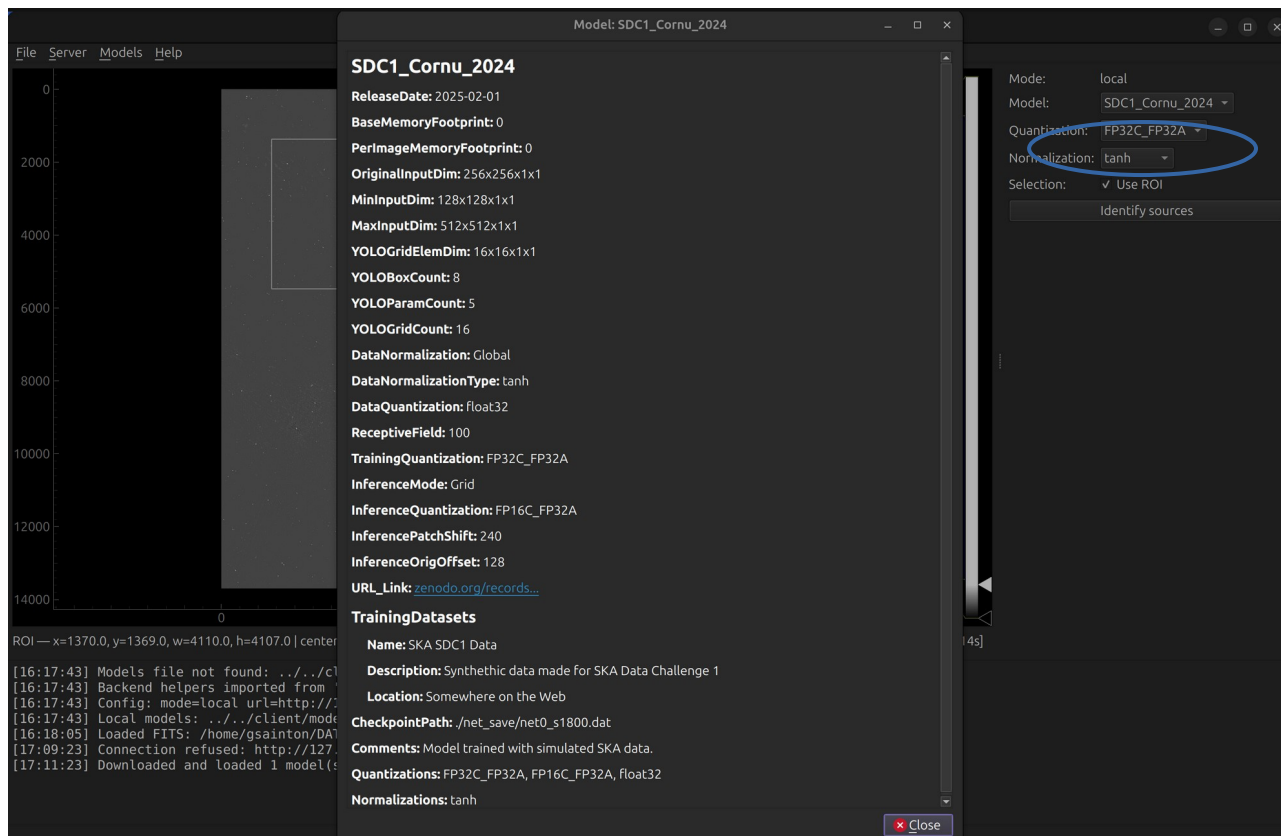 Model: SDC1_Cornu_2024
File Server Models Help
SDC1_Cornu_2024
ReleaseDate: 2025-02-01
BaseMemoryFootprint: 0
PerImageMemoryFootprint: 0
OriginalInputDim: 256x256x1x1
MinInputDim: 128x128x1x1
MaxInputDim: 512x512x1x1
YOLOGridElemDim: 16x16x1x1
YOLOBoxCount: 8
YOLOParamCount: 5
YOLOGridCount: 16
DataNormalization: Global
DataNormalizationType: tanh
DataQuantization: float32
ReceptiveField: 100
TrainingQuantization: FP32C_FP32A
InferenceMode: Grid
InferenceQuantization: FP16C_FP32A
InferencePatchShift: 240
InferenceOrigOffset: 128
URL_Link: zenodo.org/records...
TrainingDatasets
Name: SKA SDC1 Data
Description: Synthethic data made for SKA Data Challenge 1
Location: Somewhere on the Web
CheckpointPath: ./net_save/net0_s1800.dat
Comments: Model trained with simulated SKA data.
Quantizations: FP32C_FP32A, FP16C_FP32A, float32
Normalizations: tanh
Close
Mode: local
Model: SDC1_Cornu_2024
Quantization: FP32C_FP32A
Normalization: tanh
Selection: Use ROI
Identify sources
0
2000
4000
6000
8000
10000
12000
14000
0
ROI — x=1370.0, y=1369.0, w=4110.0, h=4107.0 | center
14s]
[16:17:43] Models file not found: ../../cl
[16:17:43] Backend helpers imported from '
[16:17:43] Config: mode=local url=http://1
[16:17:43] Local models: ../../client/mode
[16:18:05] Loaded FITS: /home/gsainton/DAT
[17:09:23] Connection refused: http://127.
[17:11:23] Downloaded and loaded 1 model(s